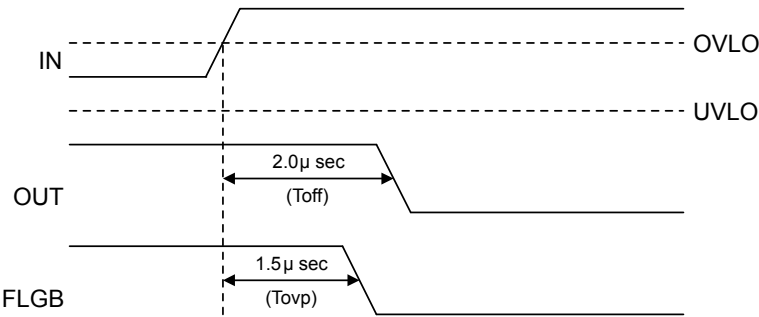 OVLO
IN
UVLO
2.0µ sec
(Toff)
OUT
1.5µ sec
(Tovp)
FLGB